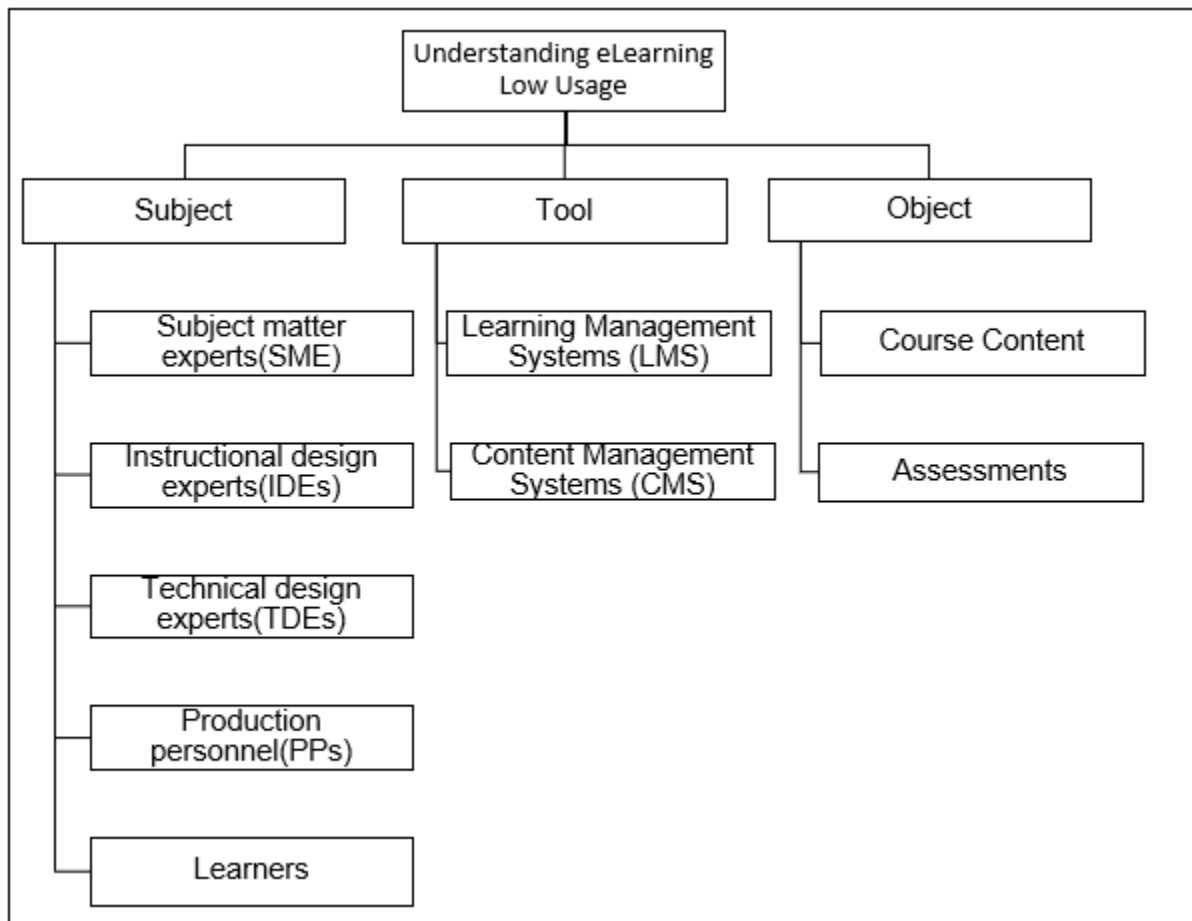 Understanding eLearning
Low Usage
Subject
Tool
Object
Subject matter
experts(SME)
Learning Management
Systems (LMS)
Course Content
Instructional design
experts(IDEs)
Content Management
Systems (CMS)
Assessments
Technical design
experts(TDEs)
Production
personnel(PPs)
Learners